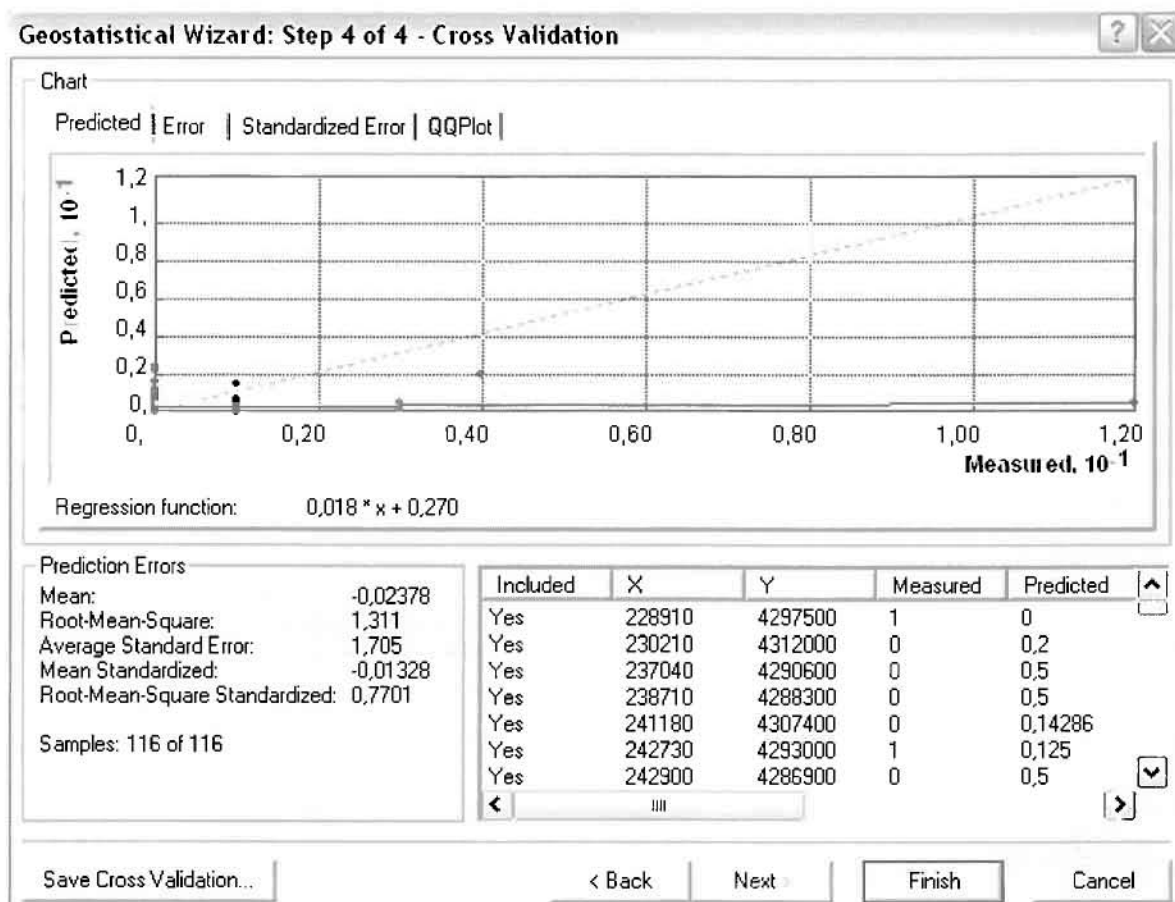 Geostatistical Wizard: Step 4 of 4 - Cross Validation
Chart
Predicted Error Standardized Error QQPlot
Predicted, 10-1
1,2
1,
0,8
0,6
0,4
0,2
0,
0, 0,20 0,40 0,60 0,80 1,00 1,20
Measured, 10-1
Regression function: 0,018 * x + 0,270
Prediction Errors
Mean: -0,02378
Root-Mean-Square: 1,311
Average Standard Error: 1,705
Mean Standardized: -0,01328
Root-Mean-Square Standardized: 0,7701
Samples: 116 of 116
Included X Y Measured Predicted
Yes 228910 4297500 1 0
Yes 230210 4312000 0 0,2
Yes 237040 4290600 0 0,5
Yes 238710 4288300 0 0,5
Yes 241180 4307400 0 0,14286
Yes 242730 4293000 1 0,125
Yes 242900 4286900 0 0,5
Save Cross Validation... < Back Next > Finish Cancel